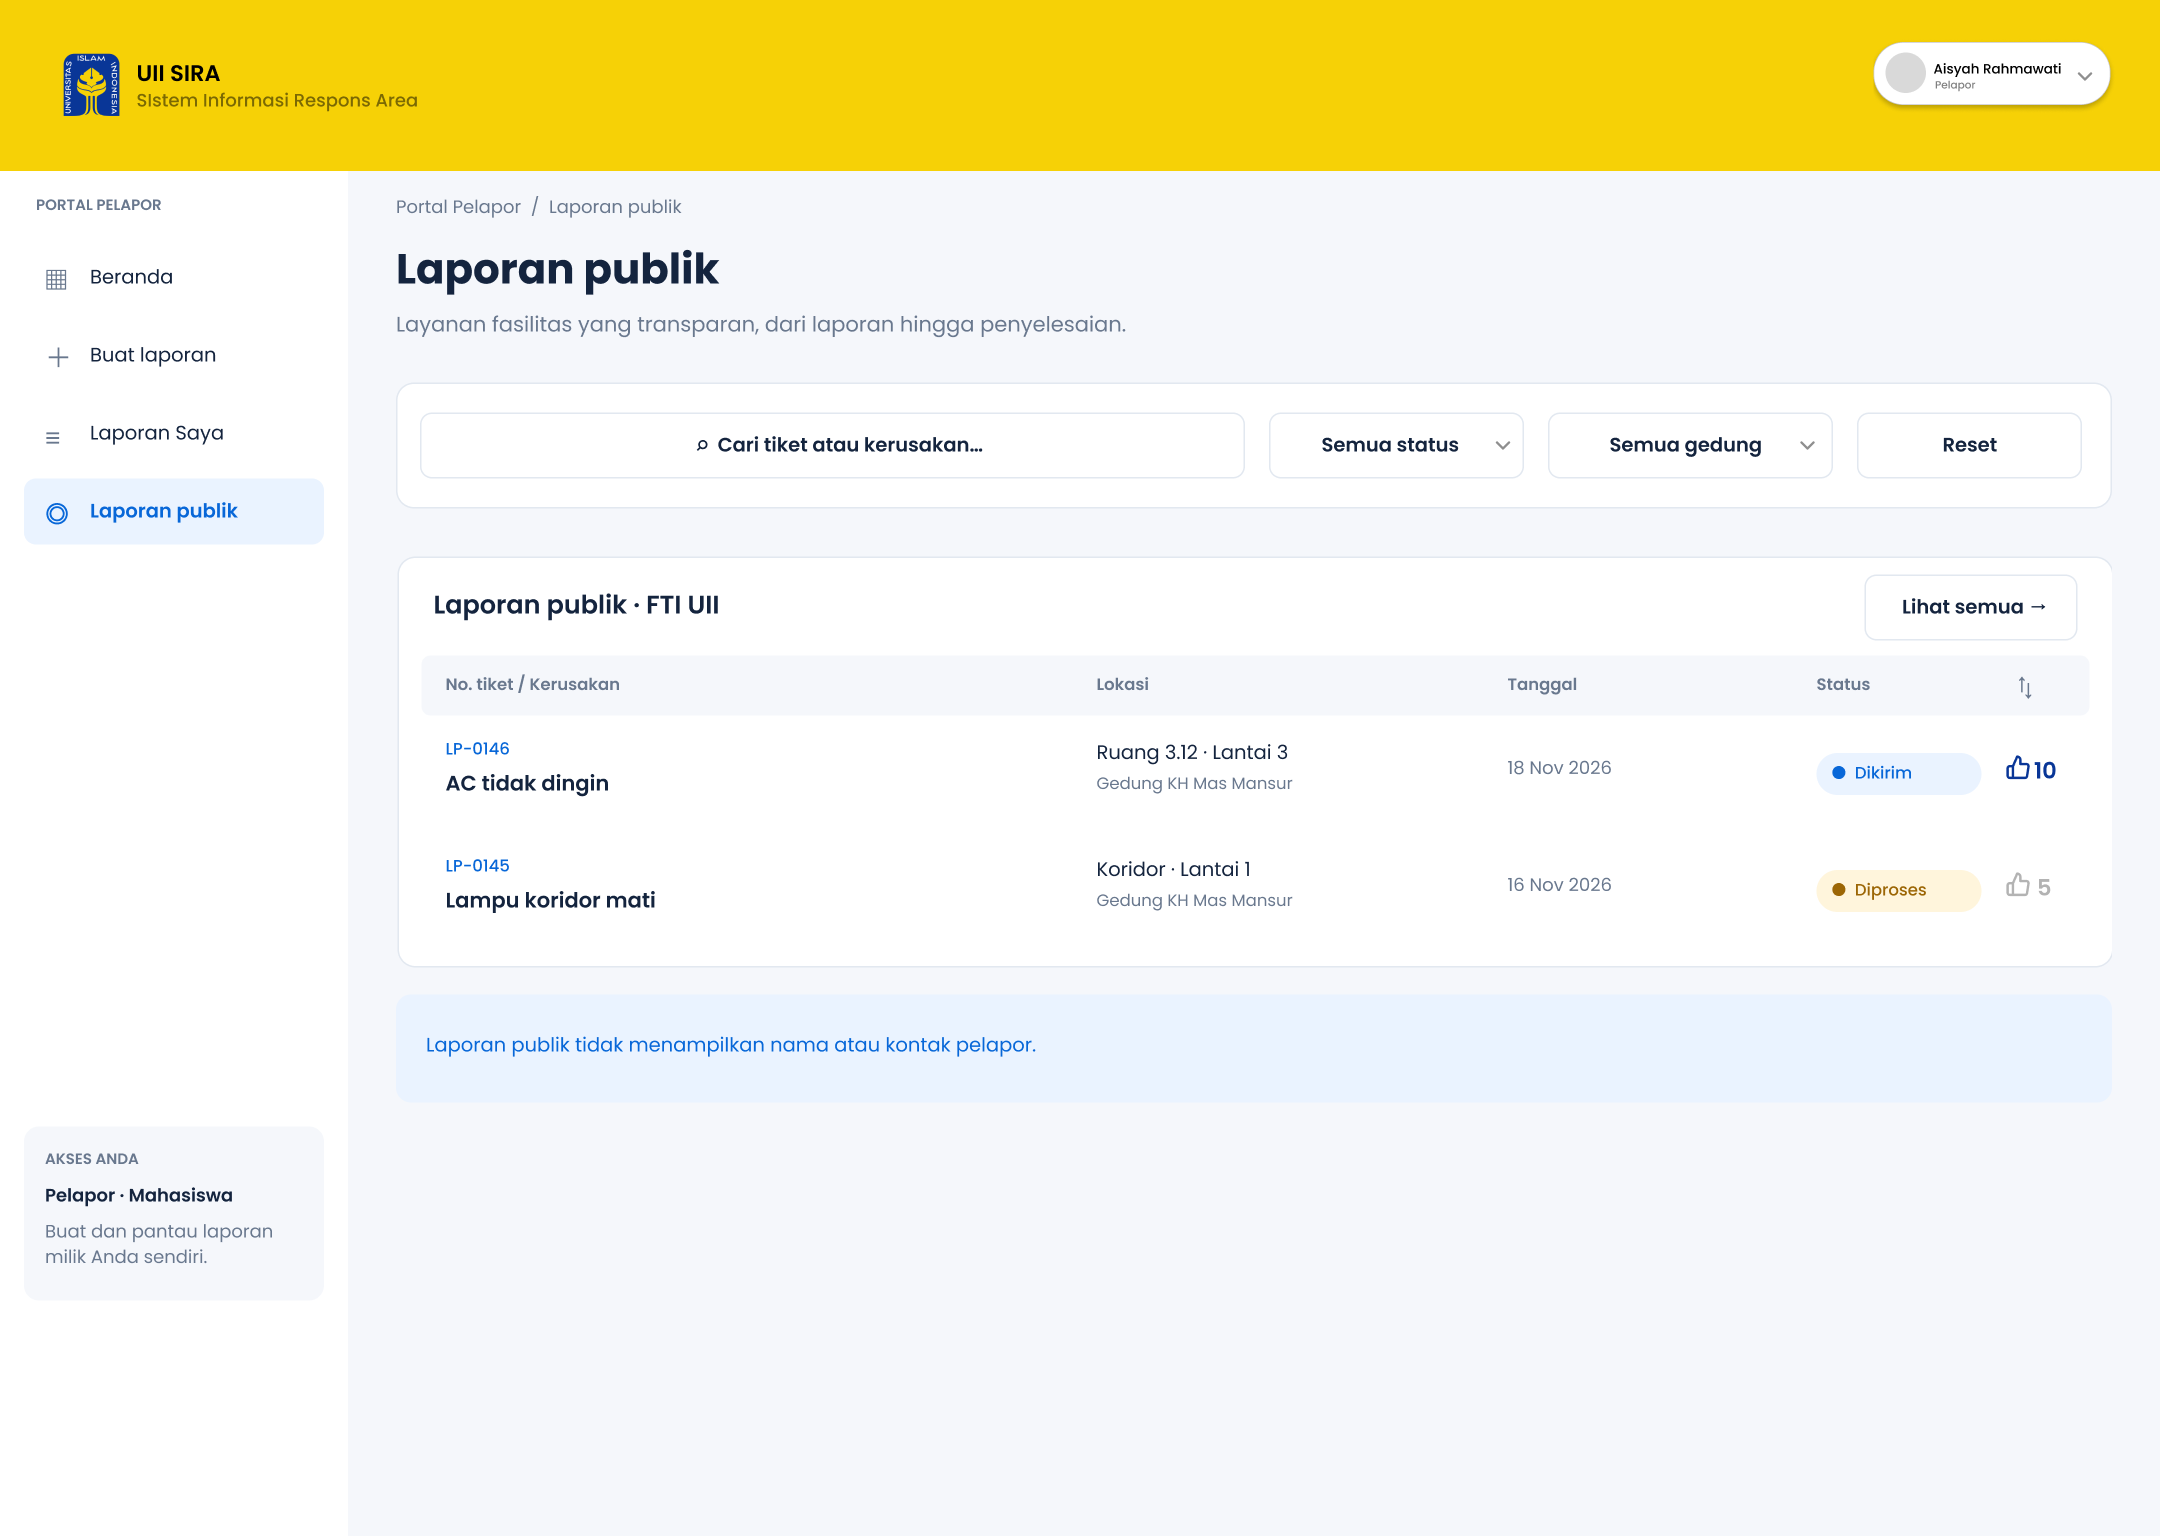 UNIVERSITAS ISLAM INDONESIA
UII SIRA
SIstem Informasi Respons Area
Aisyah Rahmawati
Pelapor
PORTAL PELAPOR
Beranda
Buat laporan
Laporan Saya
Laporan publik
AKSES ANDA
Pelapor · Mahasiswa
Buat dan pantau laporan
milik Anda sendiri.
Portal Pelapor / Laporan publik
Laporan publik
Layanan fasilitas yang transparan, dari laporan hingga penyelesaian.
⌕ Cari tiket atau kerusakan... Semua status Semua gedung Reset
Laporan publik · FTI UII
Lihat semua →
No. tiket / Kerusakan Lokasi Tanggal Status
LP-0146
AC tidak dingin
Ruang 3.12 · Lantai 3
Gedung KH Mas Mansur
18 Nov 2026
Dikirim
10
LP-0145
Lampu koridor mati
Koridor · Lantai 1
Gedung KH Mas Mansur
16 Nov 2026
Diproses
5
Laporan publik tidak menampilkan nama atau kontak pelapor.